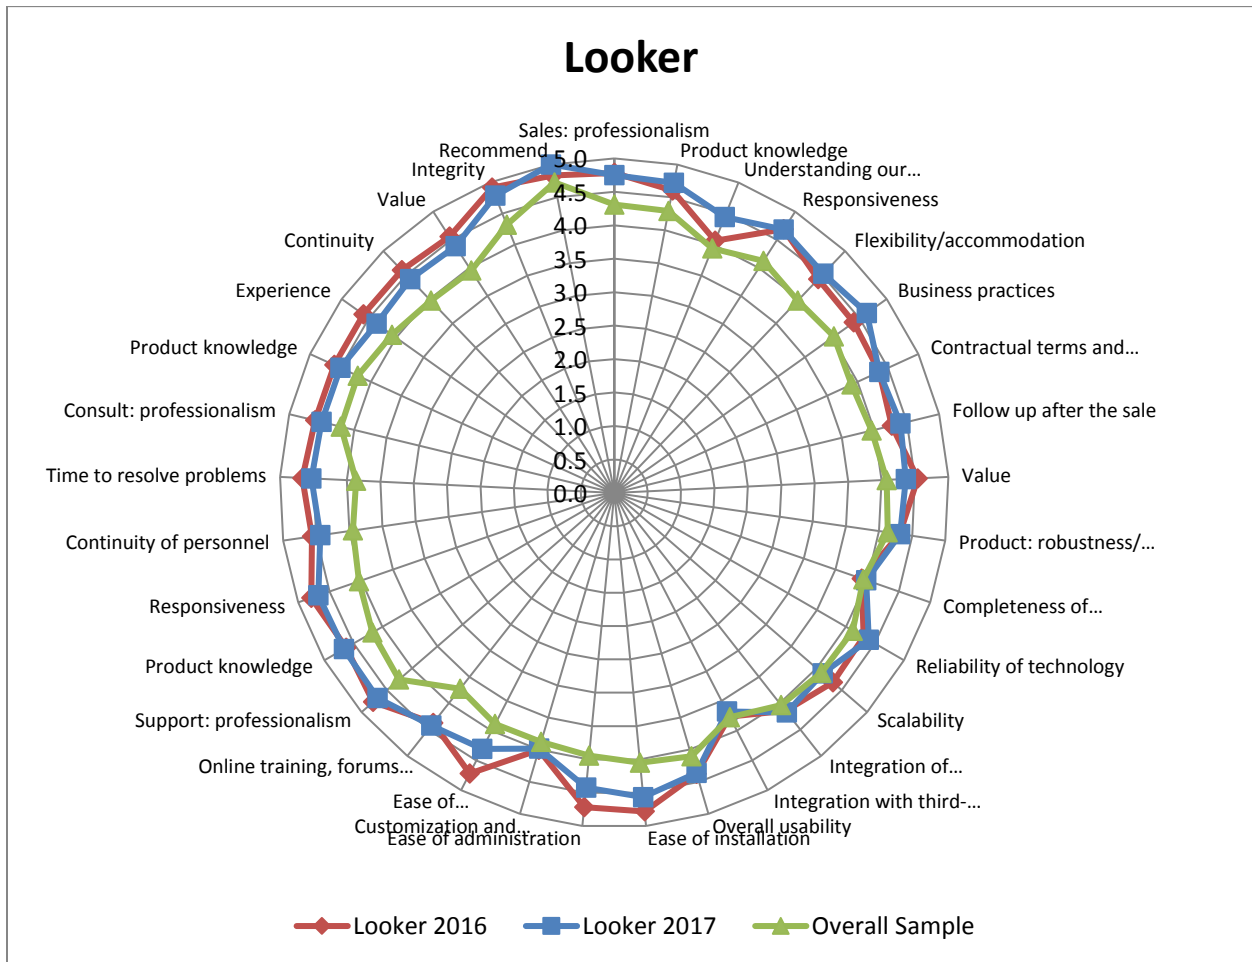 Looker
Sales: professionalism
Product knowledge
Understanding our...
Responsiveness
Flexibility/accommodation
Business practices
Contractual terms and...
Follow up after the sale
Value
Product: robustness/...
Completeness of...
Reliability of technology
Scalability
Integration of...
Integration with third-...
Overall usability
Ease of installation
Ease of administration
Customization and...
Ease of...
Online training, forums...
Support: professionalism
Product knowledge
Responsiveness
Continuity of personnel
Time to resolve problems
Consult: professionalism
Product knowledge
Experience
Continuity
Value
Integrity
Recommend
5.0
4.5
4.0
3.5
3.0
2.5
2.0
1.5
1.0
0.5
0.0
Looker 2016
Looker 2017
Overall Sample